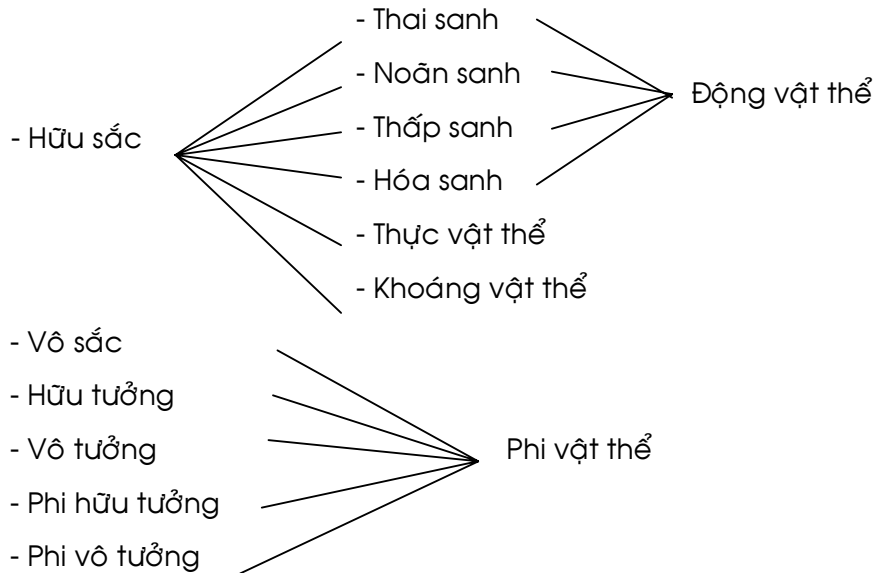 - Thai sanh
- Noãn sanh
Động vật thể
- Thấp sanh
- Hữu sắc
- Hóa sanh
- Thực vật thể
- Khoáng vật thể
- Vô sắc
- Hữu tưởng
- Vô tưởng
Phi vật thể
- Phi hữu tưởng
- Phi vô tưởng